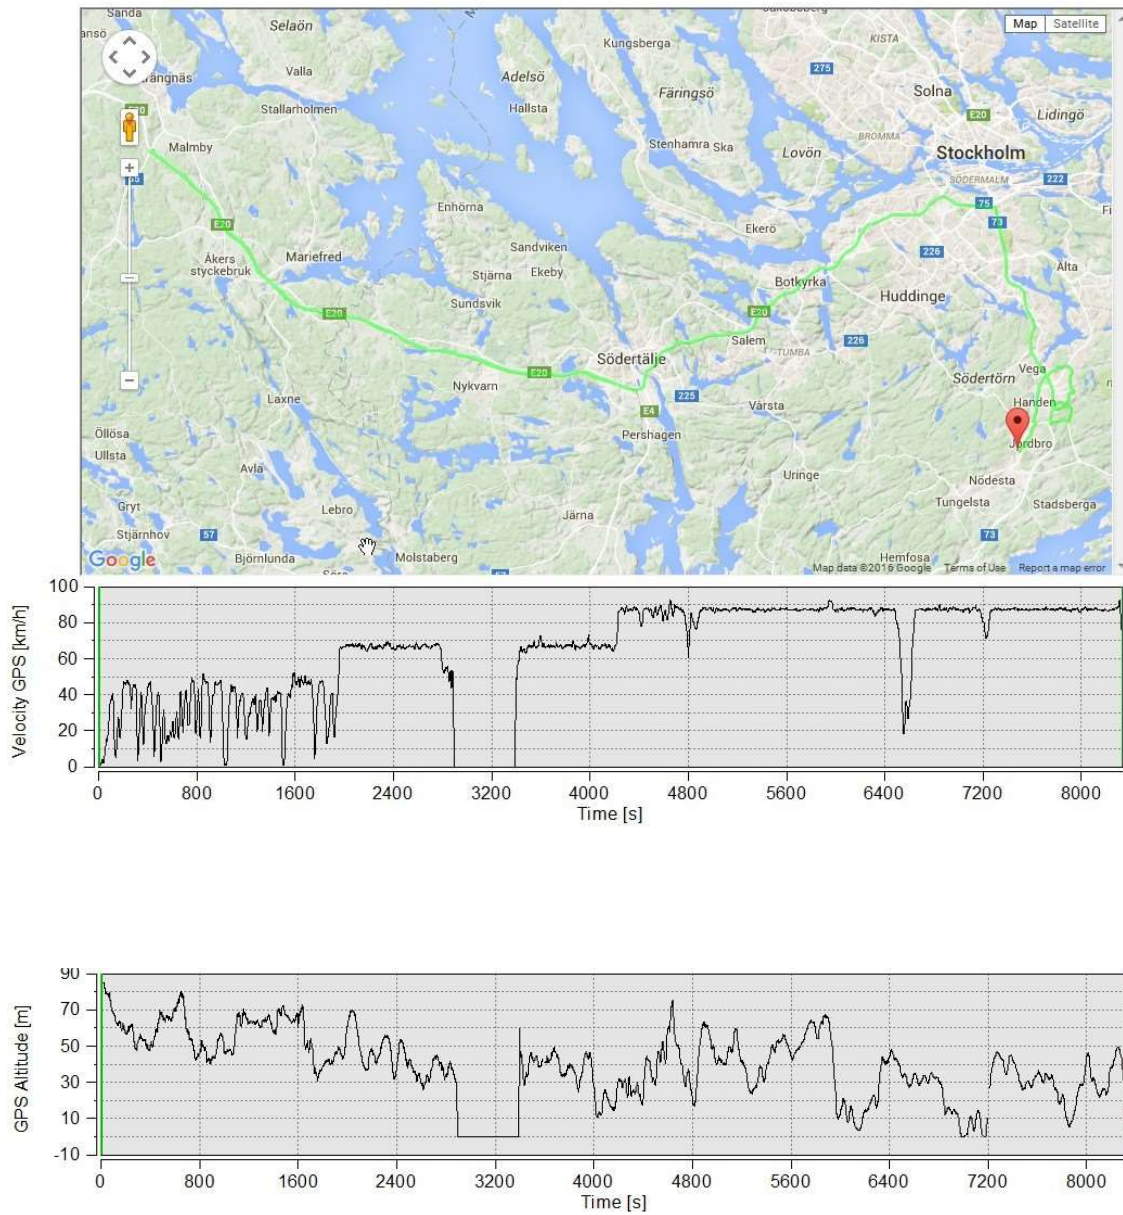 Sanda
Selaön
Kungsberga
Jakobsberg
Map Satellite
KISTA
275
Adelsö
Färingsö
Solna
Valla
Hallsta
E20
Lidingö
Stallarholmen
BROMMA
Malmby
Stenhamra Ska
Lovön
Stockholm
SÖDERMALM
222
Enhörna
75
E20
Ekerö
73
Sandviken
Åkers
styckebruk
Mariefred
Stjärna
Ekeby
226
Älta
Botkyrka
Sundsvik
Huddinge
E20
E20
Salem
226
TUMBA
Södertälje
Vega
Södertörn
Nykvarn
E20
225
Laxne
Vårsta
Handen
E4
Öllösa
Pershagen
Jordbro
Ullsta
Avla
Uringe
Nödesta
Tungelsta
Stadsberga
Gryt
Lebro
Järna
Stjärnhov
57
73
Björnlunda
Molstaberg
Hemfosa
Google
Map data ©2016 Google Terms of Use Report a map error
100
80
60
40
20
0
Velocity GPS [km/h]
0 800 1600 2400 3200 4000 4800 5600 6400 7200 8000
Time [s]
90
70
50
30
10
-10
GPS Altitude [m]
0 800 1600 2400 3200 4000 4800 5600 6400 7200 8000
Time [s]